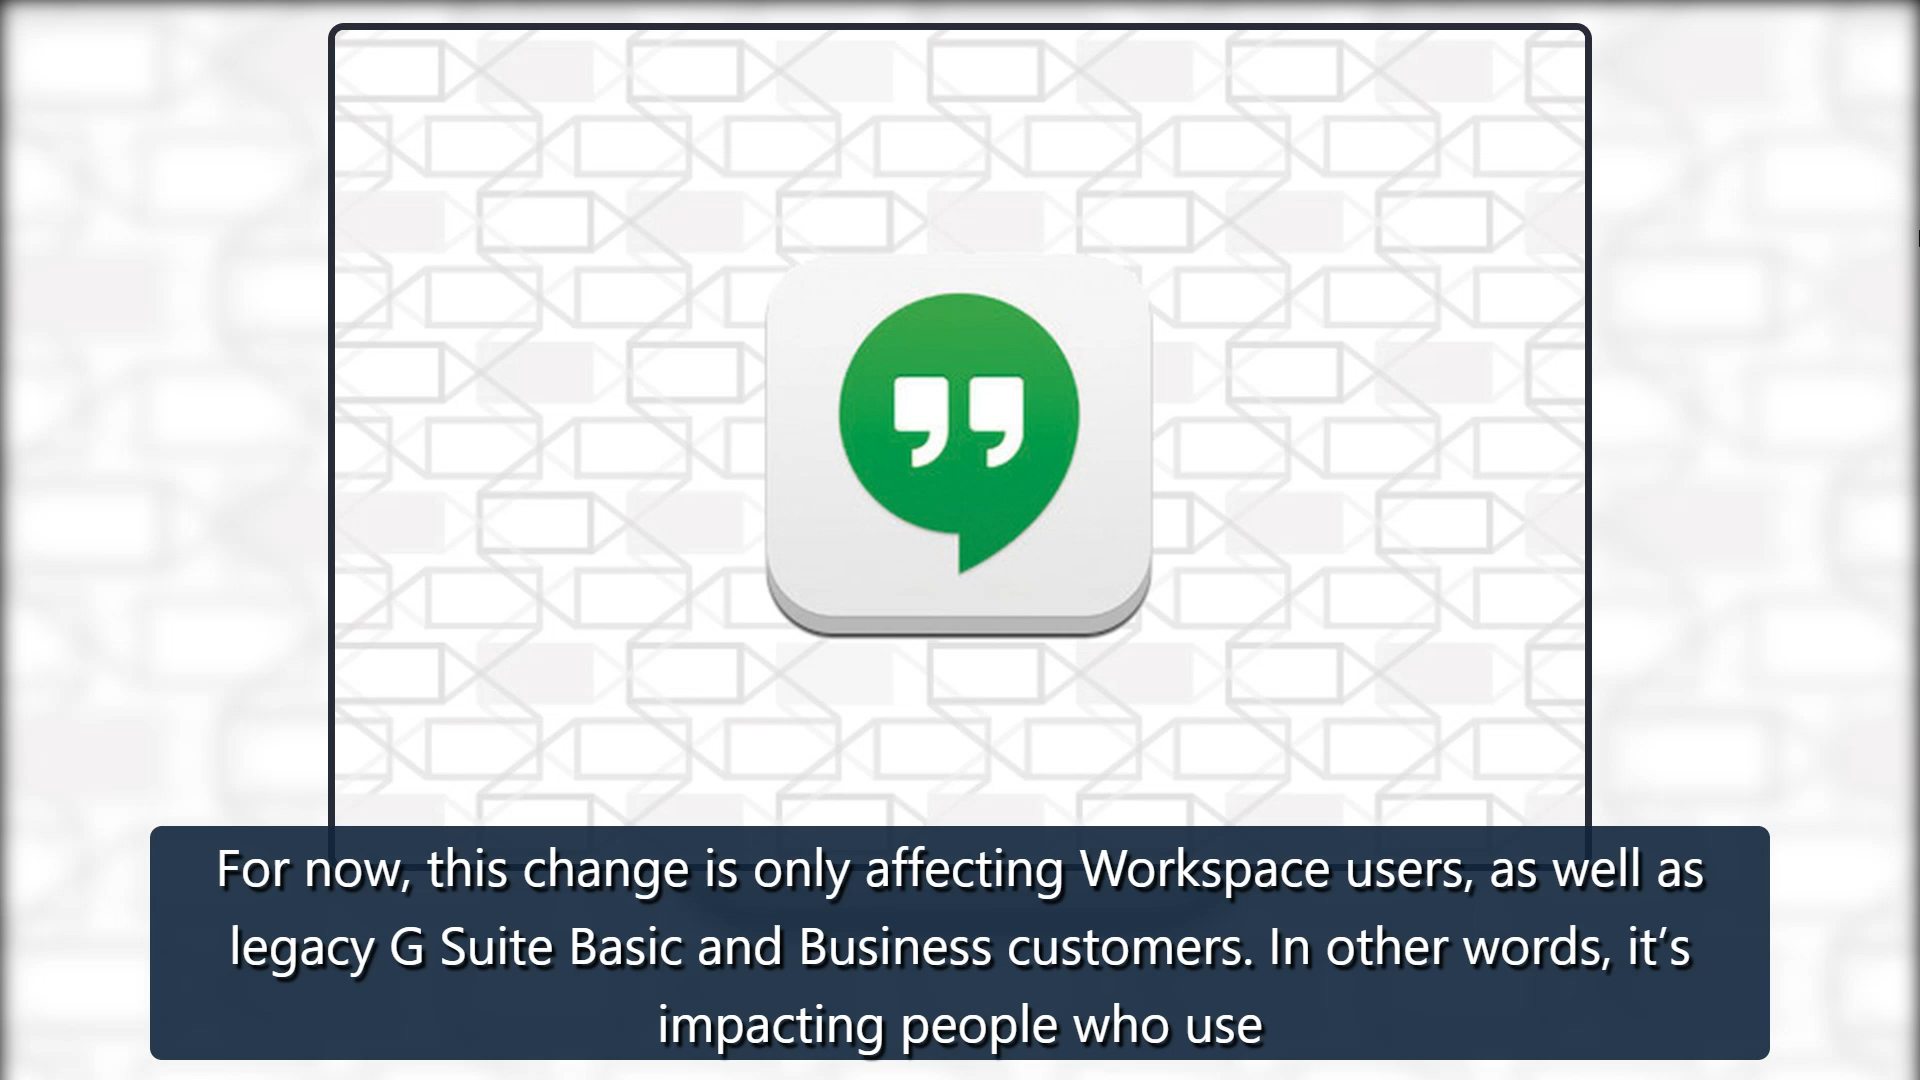 For now, this change is only affecting Workspace users, as well as
legacy G Suite Basic and Business customers. In other words, it’s
impacting people who use